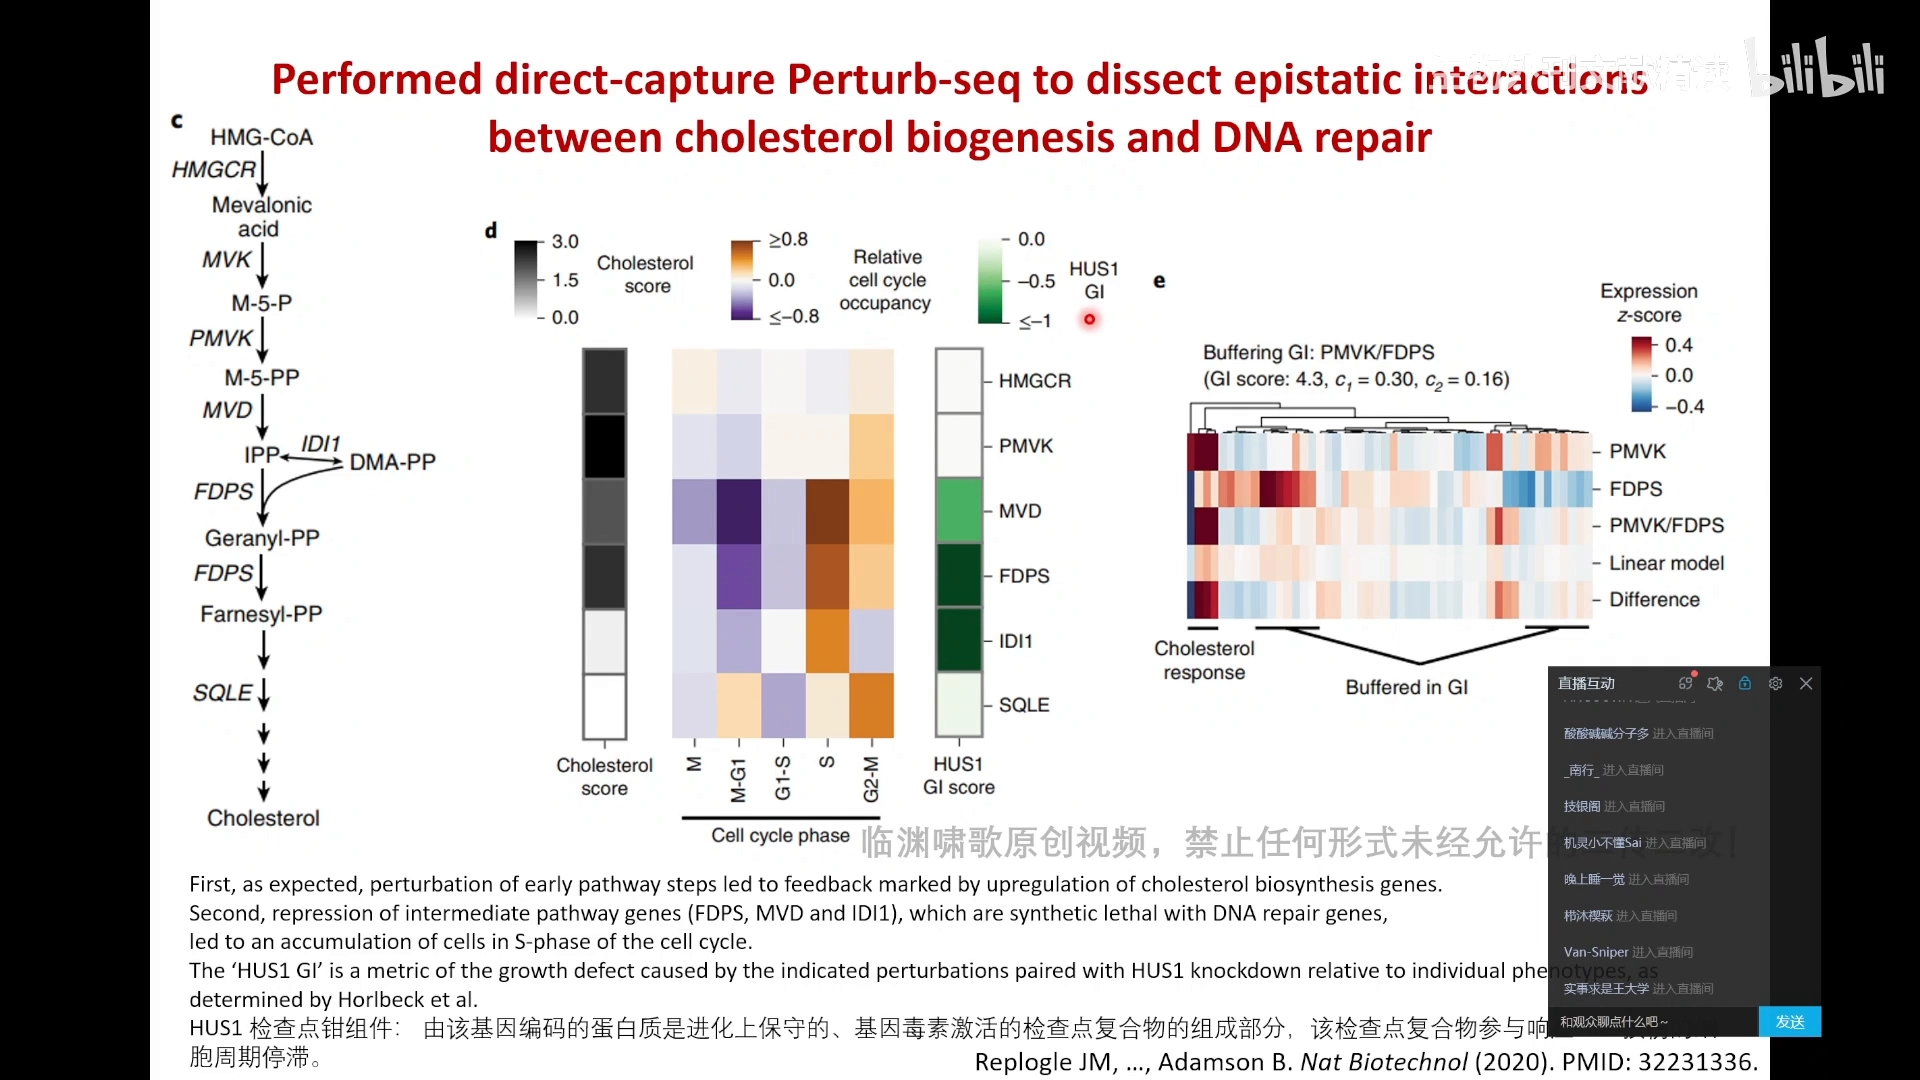 Performed direct-capture Perturb-seq to dissect epistatic interactions
between cholesterol biogenesis and DNA repair
bilibili
c
HMG-CoA
HMGCR
Mevalonic
acid
MVK
M-5-P
PMVK
M-5-PP
MVD
IPP
IDI1
DMA-PP
FDPS
Geranyl-PP
FDPS
Farnesyl-PP
SQLE
Cholesterol
d
3.0
1.5
0.0
Cholesterol
score
≥0.8
0.0
≤−0.8
Relative
cell cycle
occupancy
0.0
−0.5
≤−1
HUS1
GI
HMGCR
PMVK
MVD
FDPS
IDI1
SQLE
Cholesterol
score
M
M-G1
G1-S
S
G2-M
Cell cycle phase
HUS1
GI score
e
Expression
z-score
0.4
0.0
−0.4
Buffering GI: PMVK/FDPS
(GI score: 4.3, c1 = 0.30, c2 = 0.16)
PMVK
FDPS
PMVK/FDPS
Linear model
Difference
Cholesterol
response
Buffered in GI
临渊啸歌原创视频，禁止任何形式未经允许
First, as expected, perturbation of early pathway steps led to feedback marked by upregulation of cholesterol biosynthesis genes.
Second, repression of intermediate pathway genes (FDPS, MVD and IDI1), which are synthetic lethal with DNA repair genes,
led to an accumulation of cells in S-phase of the cell cycle.
The ‘HUS1 GI’ is a metric of the growth defect caused by the indicated perturbations paired with HUS1 knockdown relative to individual phenotypes, as
determined by Horlbeck et al.
HUS1 检查点钳组件： 由该基因编码的蛋白质是进化上保守的、基因毒素激活的检查点复合物的组成部分，该检查点复合物参与响
胞周期停滞。
Replogle JM, ..., Adamson B. Nat Biotechnol (2020). PMID: 32231336.
直播互动
酸酸碱碱分子多 进入直播间
_南行_ 进入直播间
技银阁 进入直播间
机灵小不懂Sai 进入直播间
晚上睡一觉 进入直播间
栉沐禊萩 进入直播间
Van-Sniper 进入直播间
实事求是王大学 进入直播间
和观众聊点什么吧~
发送